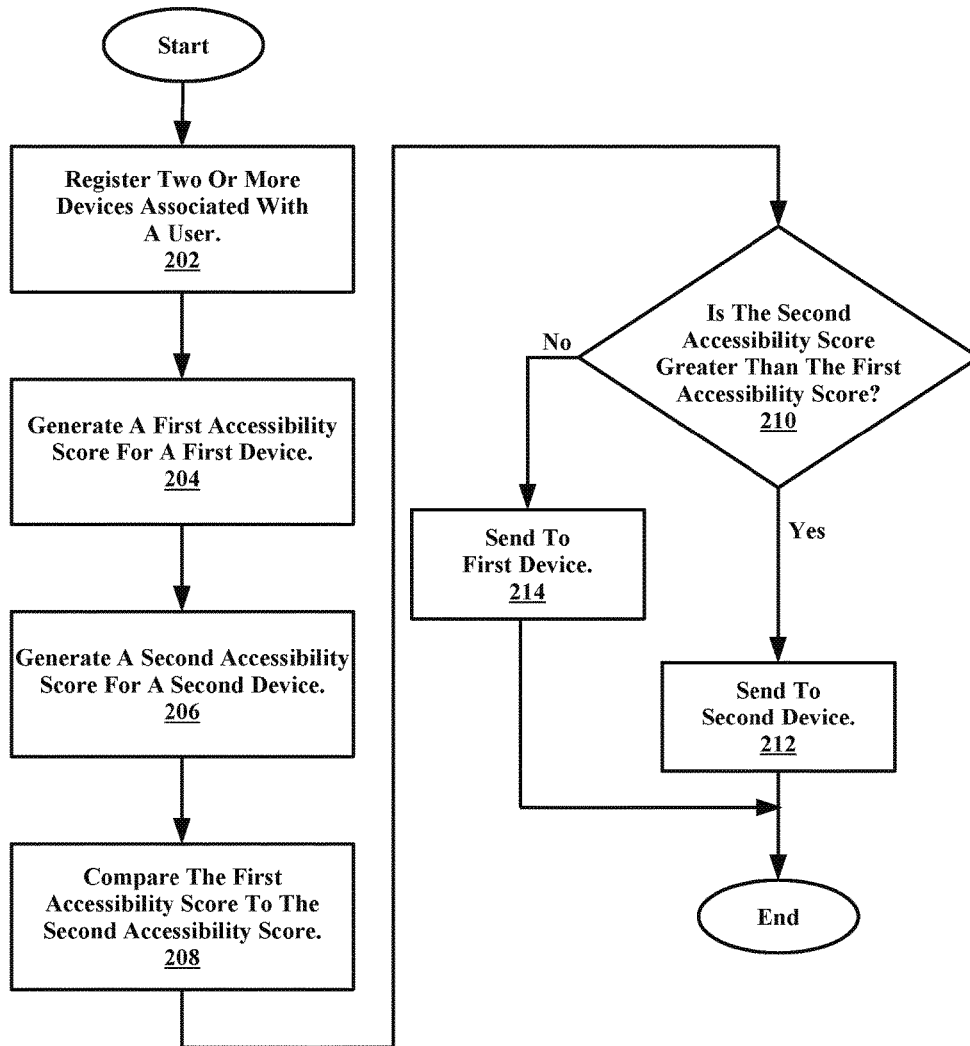 Start
Register Two Or More
Devices Associated With
A User.
202
Generate A First Accessibility
Score For A First Device.
204
Generate A Second Accessibility
Score For A Second Device.
206
Compare The First
Accessibility Score To The
Second Accessibility Score.
208
Is The Second
Accessibility Score
Greater Than The First
Accessibility Score?
210
No
Yes
Send To
First Device.
214
Send To
Second Device.
212
End